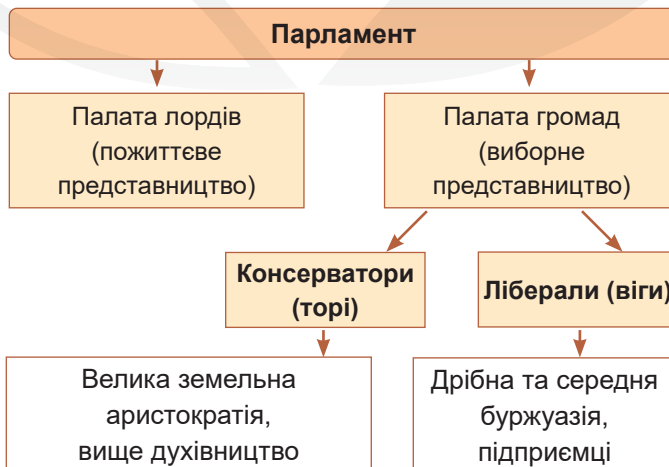 Парламент
Палата лордів
(пожиттєве
представництво)
Палата громад
(виборне
представництво)
Консерватори
(торі)
Ліберали (віги)
Велика земельна
аристократія,
вище духівництво
Дрібна та середня
буржуазія,
підприємці